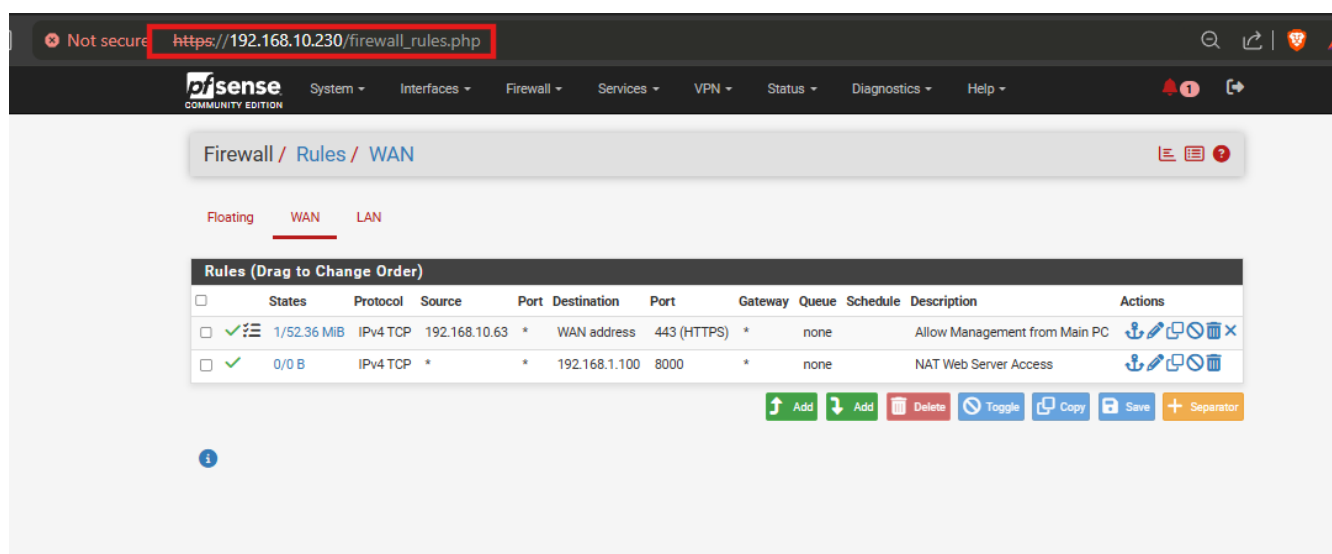 Not secure https://192.168.10.230/firewall_rules.php
pfsense System Interfaces Firewall Services VPN Status Diagnostics Help 1
COMMUNITY EDITION
Firewall / Rules / WAN
Floating WAN LAN
Rules (Drag to Change Order)
States Protocol Source Port Destination Port Gateway Queue Schedule Description Actions
1/52.36 MiB IPv4 TCP 192.168.10.63 * WAN address 443 (HTTPS) * none Allow Management from Main PC
0/0 B IPv4 TCP * * 192.168.1.100 8000 * none NAT Web Server Access
Add Add Delete Toggle Copy Save Separator